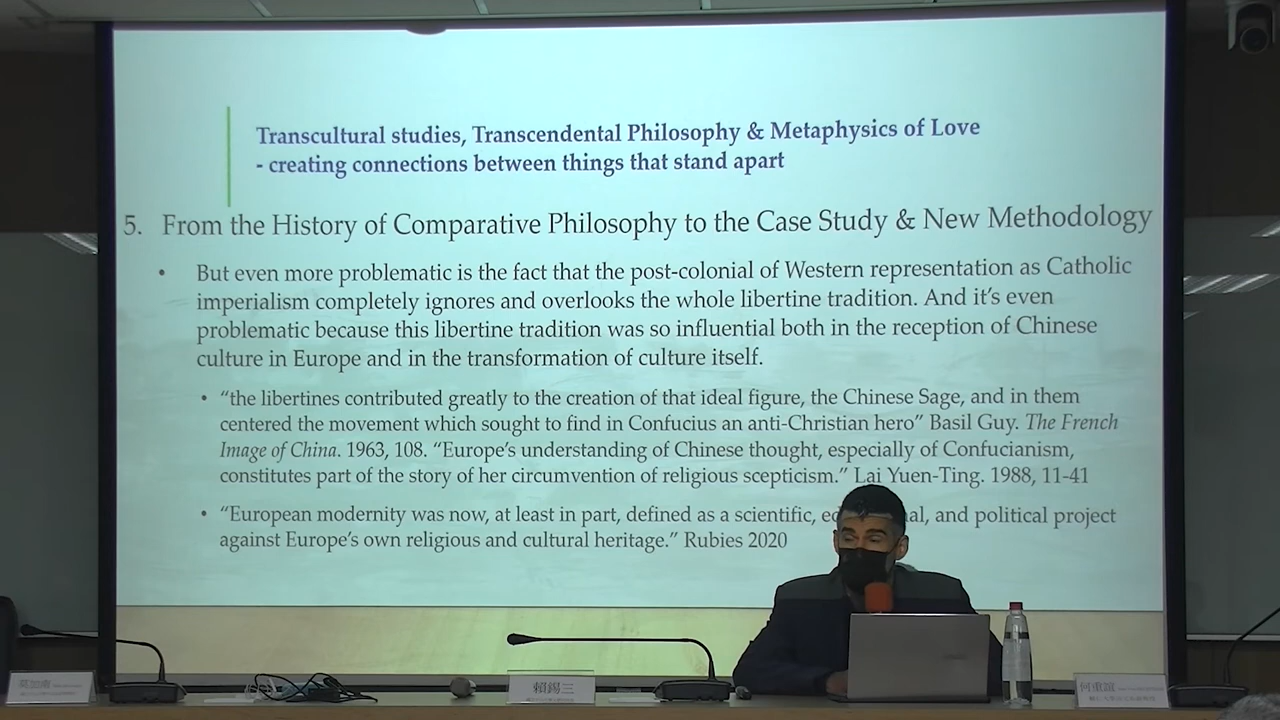 Transcultural studies, Transcendental Philosophy & Metaphysics of Love
- creating connections between things that stand apart
5. From the History of Comparative Philosophy to the Case Study & New Methodology
• But even more problematic is the fact that the post-colonial of Western representation as Catholic
imperialism completely ignores and overlooks the whole libertine tradition. And it's even
problematic because this libertine tradition was so influential both in the reception of Chinese
culture in Europe and in the transformation of culture itself.
• “the libertines contributed greatly to the creation of that ideal figure, the Chinese Sage, and in them
centered the movement which sought to find in Confucius an anti-Christian hero” Basil Guy. The French
Image of China. 1963, 108. “Europe's understanding of Chinese thought, especially of Confucianism,
constitutes part of the story of her circumvention of religious scepticism.” Lai Yuen-Ting. 1988, 11-41
• “European modernity was now, at least in part, defined as a scientific, and political project
against Europe's own religious and cultural heritage.” Rubies 2020
賴錫三
何重誼